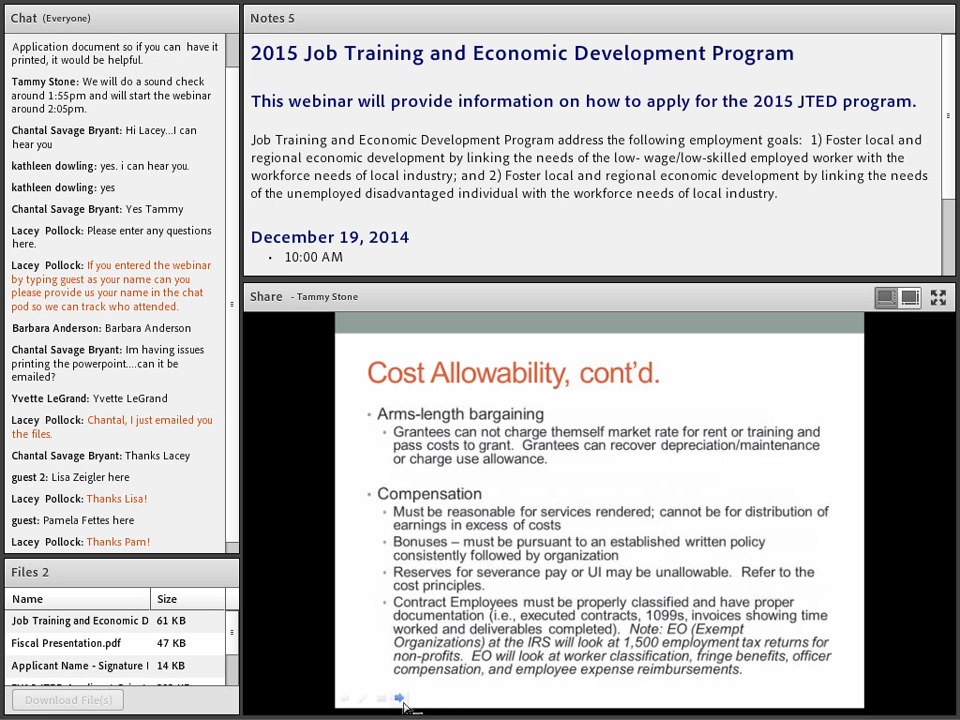 Chat (Everyone)
Application document so if you can have it
printed, it would be helpful.
Tammy Stone: We will do a sound check
around 1:55pm and will start the webinar
around 2:05pm.
Chantal Savage Bryant: Hi Lacey...I can
hear you
kathleen dowling: yes. i can hear you.
kathleen dowling: yes
Chantal Savage Bryant: Yes Tammy
Lacey Pollock: Please enter any questions
here.
Lacey Pollock: If you entered the webinar
by typing guest as your name can you
please provide us your name in the chat
pod so we can track who attended.
Barbara Anderson: Barbara Anderson
Chantal Savage Bryant: Im having issues
printing the powerpoint....can it be
emailed?
Yvette LeGrand: Yvette LeGrand
Lacey Pollock: Chantal, I just emailed you
the files.
Chantal Savage Bryant: Thanks Lacey
guest 2: Lisa Zeigler here
Lacey Pollock: Thanks Lisa!
guest: Pamela Fettes here
Lacey Pollock: Thanks Pam!
Files 2
Name Size
Job Training and Economic D 61 KB
Fiscal Presentation.pdf 47 KB
Applicant Name - Signature 14 KB
Download File(s)
Notes 5
2015 Job Training and Economic Development Program
This webinar will provide information on how to apply for the 2015 JTED program.
Job Training and Economic Development Program address the following employment goals: 1) Foster local and
regional economic development by linking the needs of the low- wage/low-skilled employed worker with the
workforce needs of local industry; and 2) Foster local and regional economic development by linking the needs
of the unemployed disadvantaged individual with the workforce needs of local industry.
December 19, 2014
• 10:00 AM
Share - Tammy Stone
Cost Allowability, cont'd.
• Arms-length bargaining
• Grantees can not charge themself market rate for rent or training and
pass costs to grant. Grantees can recover depreciation/maintenance
or charge use allowance.
• Compensation
• Must be reasonable for services rendered; cannot be for distribution of
earnings in excess of costs
• Bonuses – must be pursuant to an established written policy
consistently followed by organization
• Reserves for severance pay or UI may be unallowable. Refer to the
cost principles.
• Contract Employees must be properly classified and have proper
documentation (i.e., executed contracts, 1099s, invoices showing time
worked and deliverables completed). Note: EO (Exempt
Organizations) at the IRS will look at 1,500 employment tax returns for
non-profits. EO will look at worker classification, fringe benefits, officer
compensation, and employee expense reimbursements.